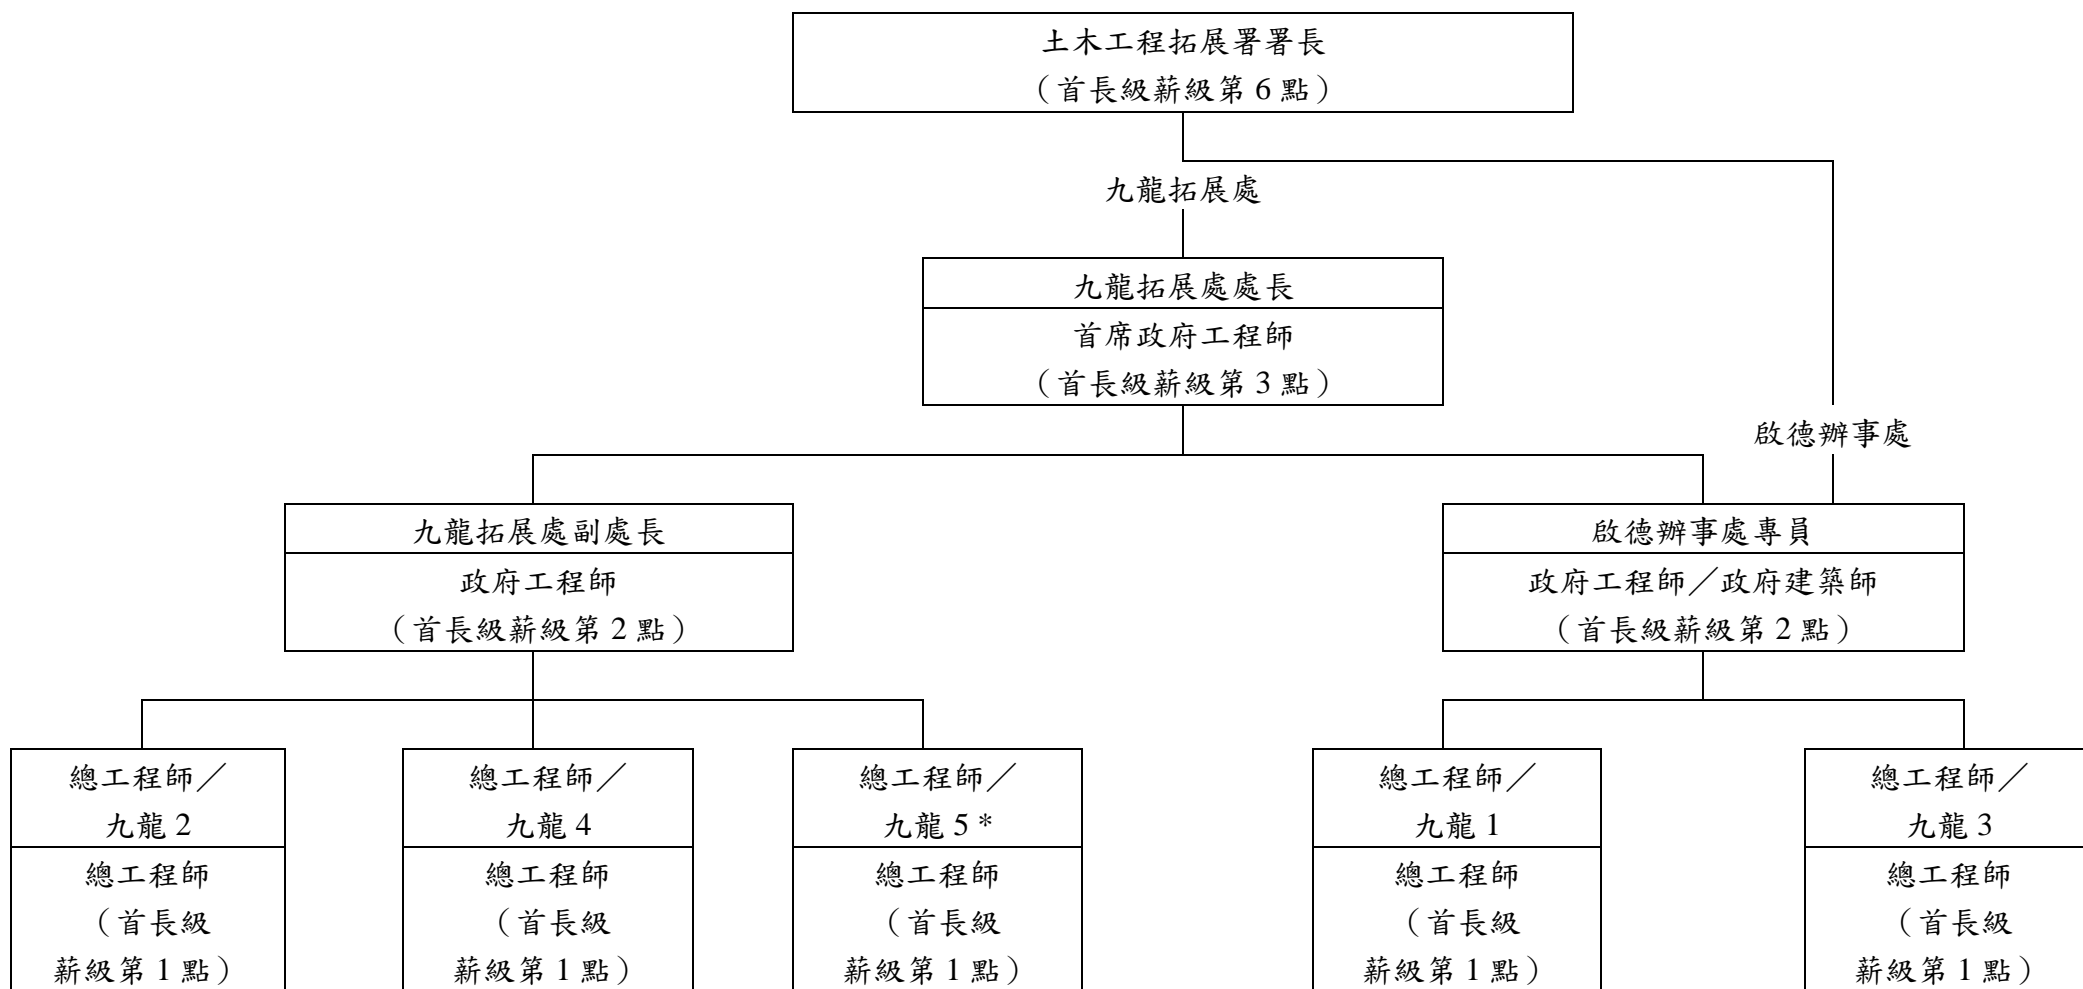 土木工程拓展署署長
（首長級薪級第 6 點）
九龍拓展處
九龍拓展處處長
首席政府工程師
（首長級薪級第 3 點）
啟德辦事處
九龍拓展處副處長
政府工程師
（首長級薪級第 2 點）
啟德辦事處專員
政府工程師／政府建築師
（首長級薪級第 2 點）
總工程師／
九龍 2
總工程師
（首長級
薪級第 1 點）
總工程師／
九龍 4
總工程師
（首長級
薪級第 1 點）
總工程師／
九龍 5 *
總工程師
（首長級
薪級第 1 點）
總工程師／
九龍 1
總工程師
（首長級
薪級第 1 點）
總工程師／
九龍 3
總工程師
（首長級
薪級第 1 點）